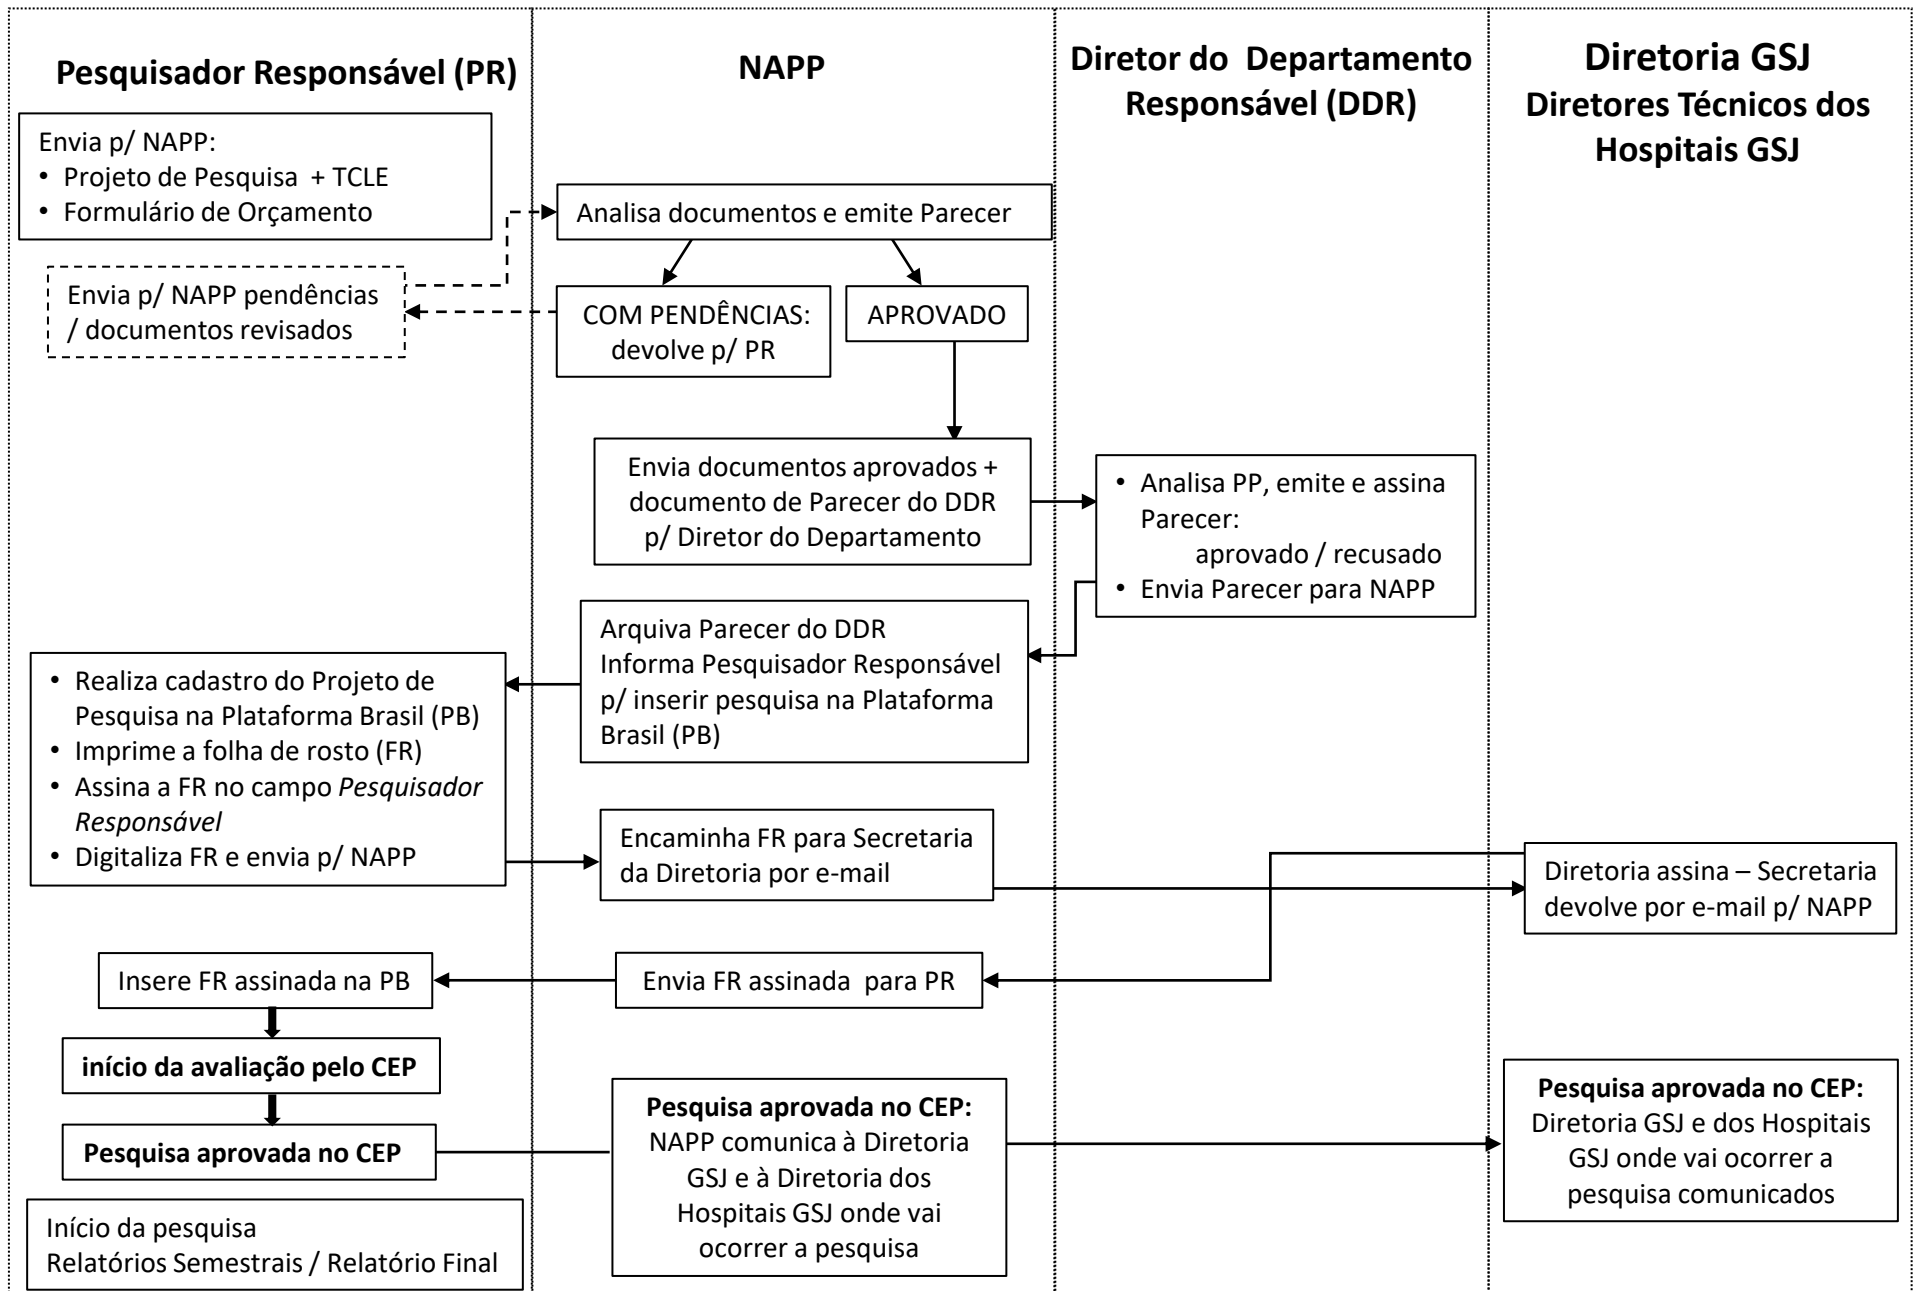 Pesquisador Responsável (PR)
NAPP
Diretor do Departamento
Responsável (DDR)
Diretoria GSJ
Diretores Técnicos dos
Hospitais GSJ
Envia p/ NAPP:
• Projeto de Pesquisa + TCLE
• Formulário de Orçamento
Analisa documentos e emite Parecer
Envia p/ NAPP pendências
/ documentos revisados
COM PENDÊNCIAS:
devolve p/ PR
APROVADO
Envia documentos aprovados +
documento de Parecer do DDR
p/ Diretor do Departamento
• Analisa PP, emite e assina
Parecer:
aprovado / recusado
• Envia Parecer para NAPP
Arquiva Parecer do DDR
Informa Pesquisador Responsável
p/ inserir pesquisa na Plataforma
Brasil (PB)
• Realiza cadastro do Projeto de
Pesquisa na Plataforma Brasil (PB)
• Imprime a folha de rosto (FR)
• Assina a FR no campo Pesquisador
Responsável
• Digitaliza FR e envia p/ NAPP
Encaminha FR para Secretaria
da Diretoria por e-mail
Diretoria assina – Secretaria
devolve por e-mail p/ NAPP
Insere FR assinada na PB
Envia FR assinada para PR
início da avaliação pelo CEP
Pesquisa aprovada no CEP
Pesquisa aprovada no CEP:
NAPP comunica à Diretoria
GSJ e à Diretoria dos
Hospitais GSJ onde vai
ocorrer a pesquisa
Pesquisa aprovada no CEP:
Diretoria GSJ e dos Hospitais
GSJ onde vai ocorrer a
pesquisa comunicados
Início da pesquisa
Relatórios Semestrais / Relatório Final